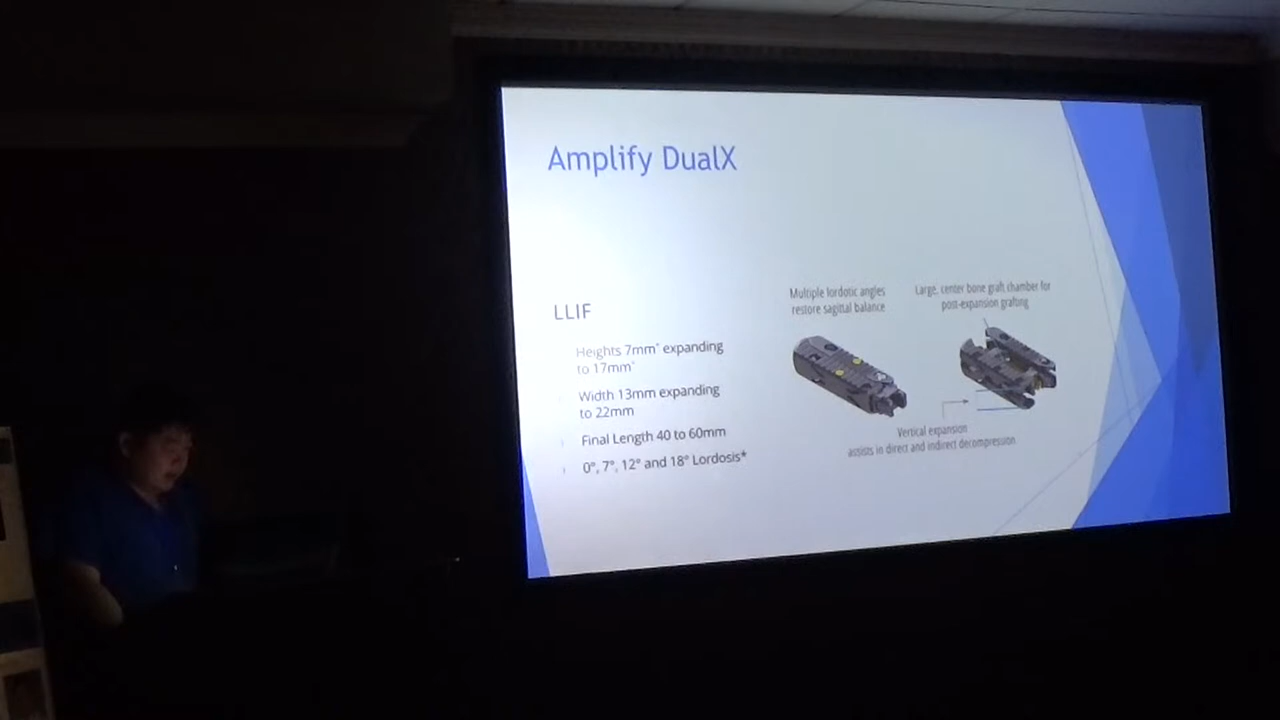 Amplify DualX
LLIF
Heights 7mm* expanding
to 17mm*
Width 13mm expanding
to 22mm
Final Length 40 to 60mm
0°, 7°, 12° and 18° Lordosis*
Multiple lordotic angles
restore sagittal balance
Large, center bone graft chamber for
post-expansion grafting
Vertical expansion
assists in direct and indirect decompression